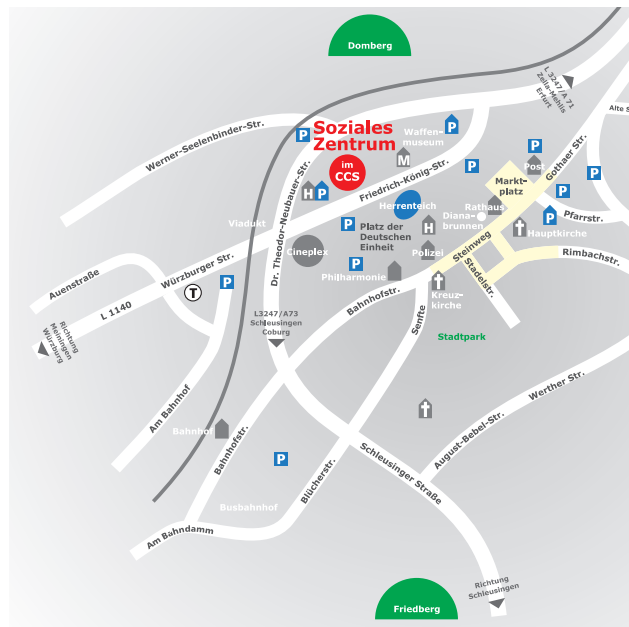 Domberg
L 3247/A 71
Zella-Mehlis
Erfurt
Alte S
Werner-Seelenbinder-Str.
P
Soziales
Zentrum
im
CCS
Waffen-
museum
P
M
P
P
Post
Gothaer Str.
P
P
Markt-
platz
H
P
Friedrich-König-Str.
Herrenteich
Rathaus
Diana-
brunnen
P
Pfarrstr.
Hauptkirche
Viadukt
Dr. Theodor-Neubauer-Str.
P
Platz der
Deutschen
Einheit
H
Polizei
Steinweg
Stadelstr.
Rimbachstr.
Cineplex
P
Philharmonie
Würzburger Str.
Auenstraße
P
T
L 1140
Richtung
Meiningen
Würzburg
Bahnhofstr.
Kreuz-
kirche
Senfte
L3247/A73
Schleusingen
Coburg
Stadtpark
Am Bahnhof
Bahnhof
Bahnhofstr.
P
Blücherstr.
Werther Str.
August-Bebel-Str.
Schleusinger Straße
Busbahnhof
Am Bahndamm
Richtung
Schleusingen
Friedberg